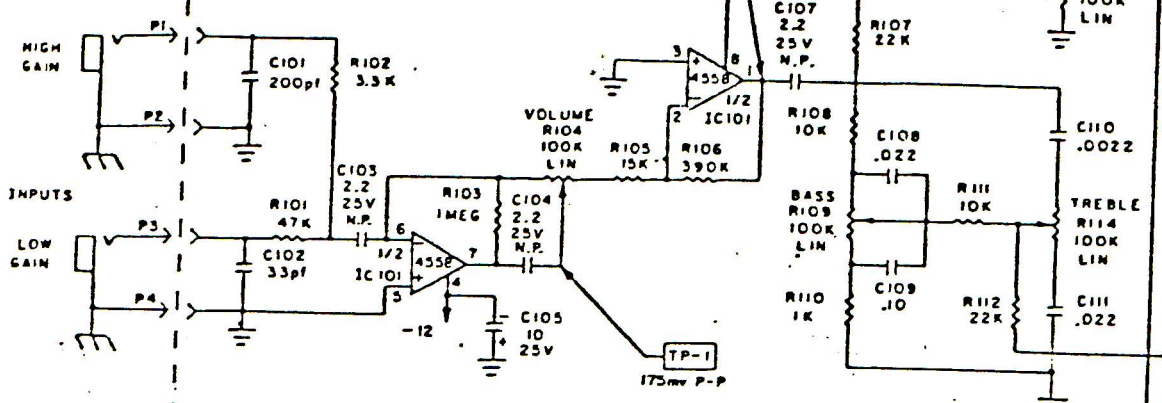 HIGH
GAIN
P1
P2
C101
200pf
R102
3.3K
INPUTS
LOW
GAIN
P3
P4
R101
47K
C102
33pf
C103
2.2
25V
N.P.
R103
1MEG
C104
2.2
25V
N.P.
6
1/2
IC101
5
4558
7
4
-12
C105
10
25V
-
+
TP-1
175mv P-P
VOLUME
R104
100K
LIN
R105
15K
R106
390K
3
2
4558
8
1
1/2
IC101
C107
2.2
25V
N.P.
R107
22K
R108
10K
C108
.022
BASS
R109
100K
LIN
C109
.10
R110
1K
R111
10K
R112
22K
C110
.0022
TREBLE
R114
100K
LIN
C111
.022
100K
LIN